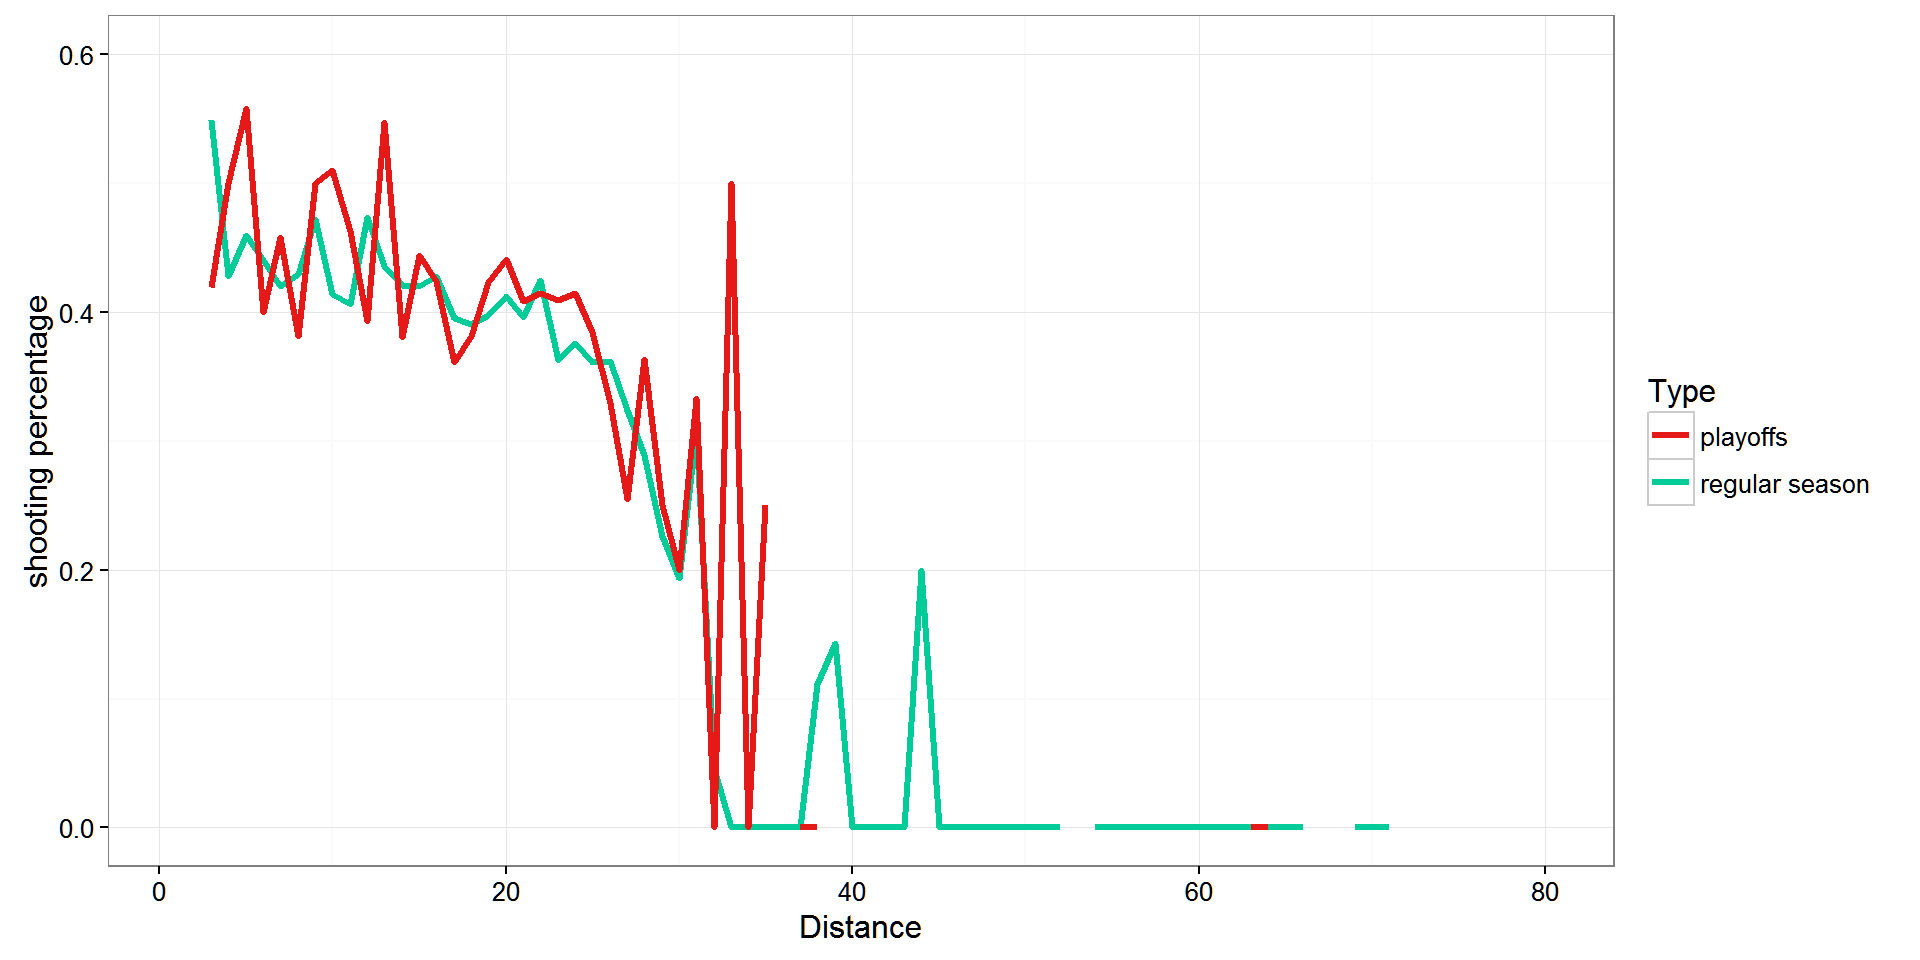 0.6
0.4
0.2
0.0
shooting percentage
0 20 40 60 80
Distance
Type
playoffs
regular season